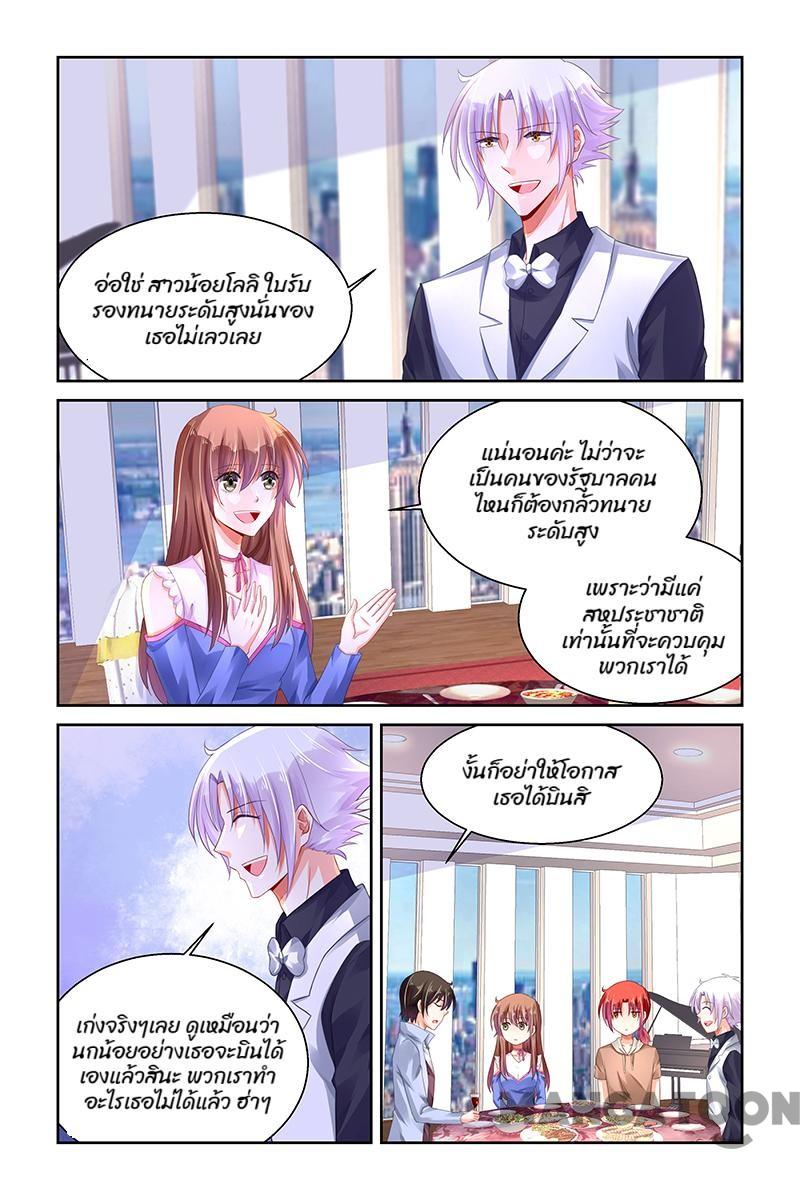 อ่อใช่ สาวน้อยโลลิ ใบรับ
รองทนายระดับสูงนั่นของ
เธอไม่เลวเลย
แน่นอนค่ะ ไม่ว่าจะ
เป็นคนของรัฐบาลคน
ไหนก็ต้องกลัวทนาย
ระดับสูง
เพราะว่ามีแค่
สหประชาชาติ
เท่านั้นที่จะควบคุม
พวกเราได้
เก่งจริงๆเลย ดูเหมือนว่า
นกน้อยอย่างเธอจะบินได้
เองแล้วสินะ พวกเราทำ
อะไรเธอไม่ได้แล้ว ฮ่าๆ
งั้นก็อย่าให้โอกาส
เธอได้บินสิ